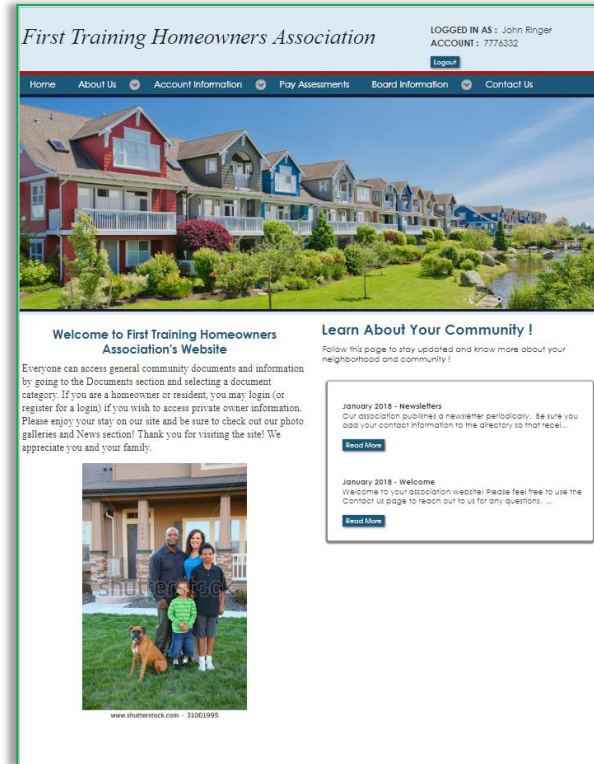 First Training Homeowners Association
LOGGED IN AS : John Ringer
ACCOUNT : 7776332
Logout
Home About Us Account Information Pay Assessments Board Information Contact Us
Welcome to First Training Homeowners
Association's Website
Everyone can access general community documents and information
by going to the Documents section and selecting a document
category. If you are a homeowner or resident, you may login (or
register for a login) if you wish to access private owner information.
Please enjoy your stay on our site and be sure to check out our photo
galleries and News section! Thank you for visiting the site! We
appreciate you and your family.
shutterstock
www.shutterstock.com - 31001995
Learn About Your Community !
Follow this page to stay updated and know more about your
neighborhood and community !
January 2018 - Newsletters
Our association publishes a newsletter periodically. Be sure you
add your contact information to the directory so that recei...
Read More
January 2018 - Welcome
Welcome to your association website! Please feel free to use the
Contact Us page to reach out to us for any questions. ...
Read More